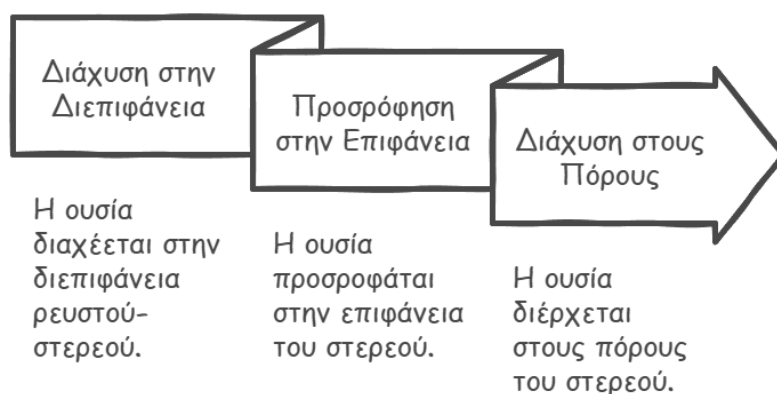 Διάχυση στην
Διεπιφάνεια
Προσρόφηση
στην Επιφάνεια
Διάχυση στους
Πόρους
Η ουσία
διαχέεται στην
διεπιφάνεια
ρευστού-
στερεού.
Η ουσία
προσροφάται
στην επιφάνεια
του στερεού.
Η ουσία
διέρχεται
στους πόρους
του στερεού.